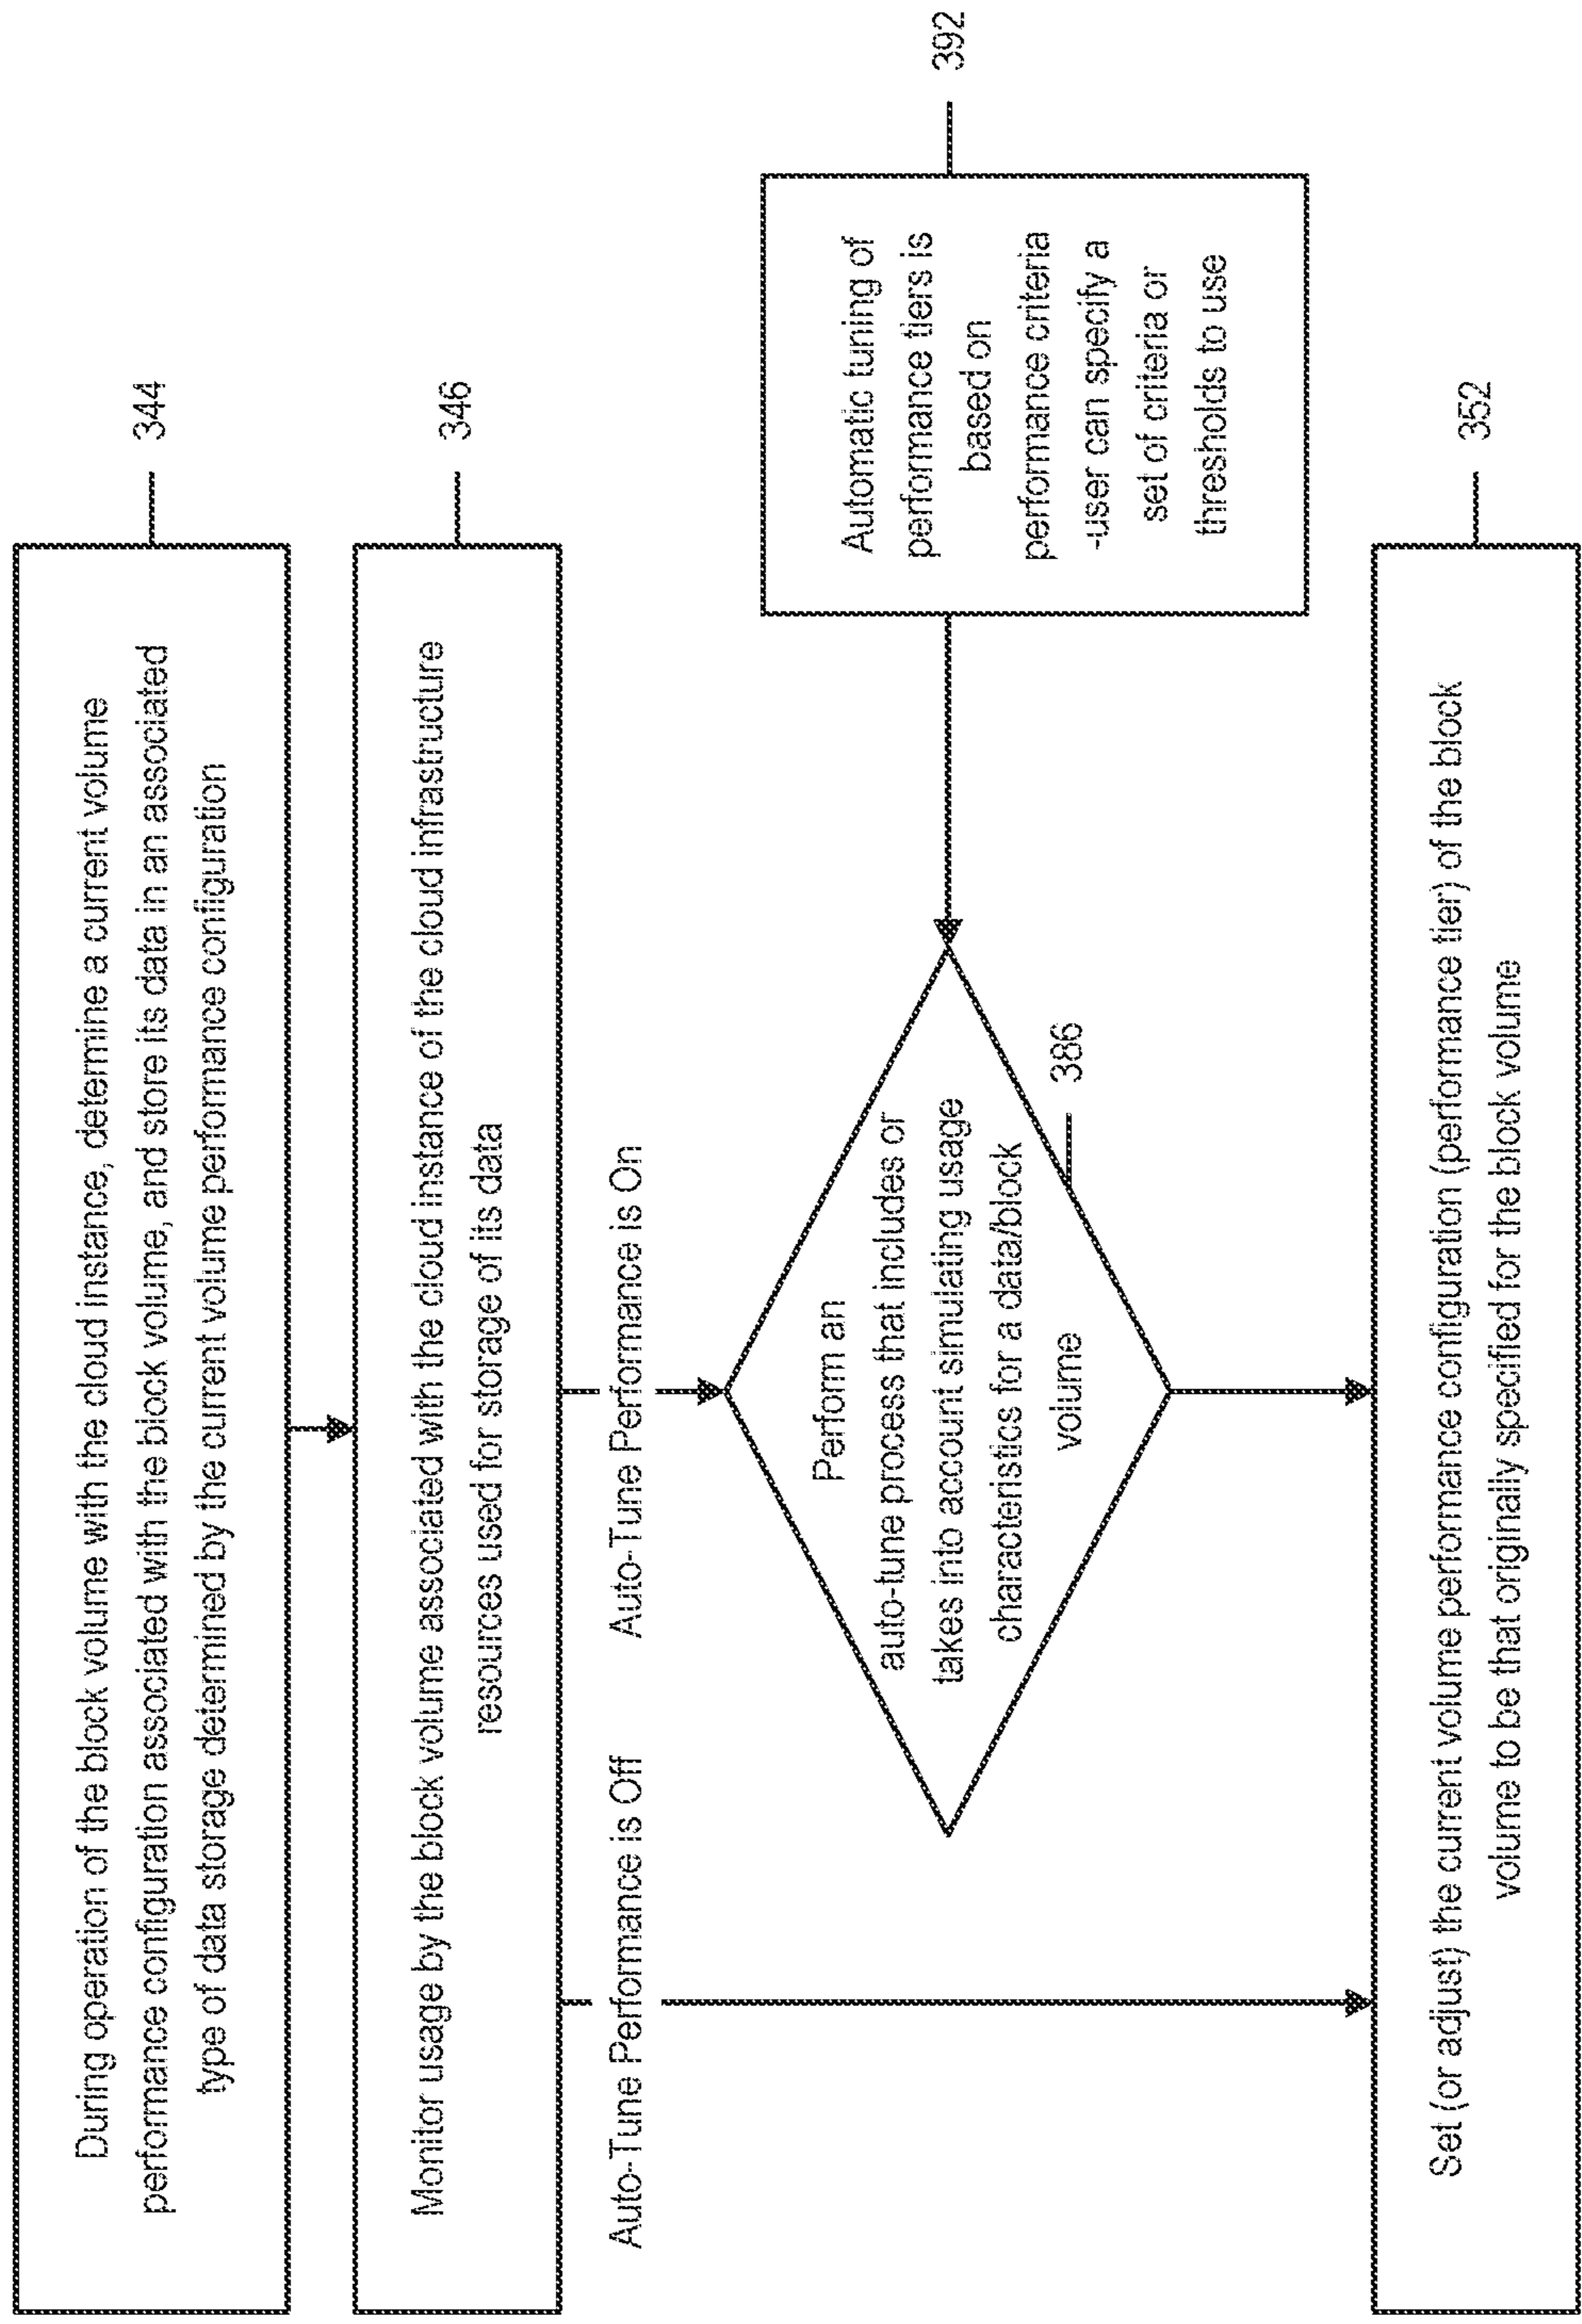 During operation of the block volume with the cloud instance, determine a current volume
performance configuration associated with the block volume, and store its data in an associated
type of data storage determined by the current volume performance configuration
344
Monitor usage by the block volume associated with the cloud instance of the cloud infrastructure
resources used for storage of its data
346
Auto-Tune Performance is Off
Auto-Tune Performance is On
Perform an
auto-tune process that includes or
takes into account simulating usage
characteristics for a data/block
volume
386
Automatic tuning of
performance tiers is
based on
performance criteria
-user can specify a
set of criteria or
thresholds to use
392
Set (or adjust) the current volume performance configuration (performance tier) of the block
volume to be that originally specified for the block volume
352